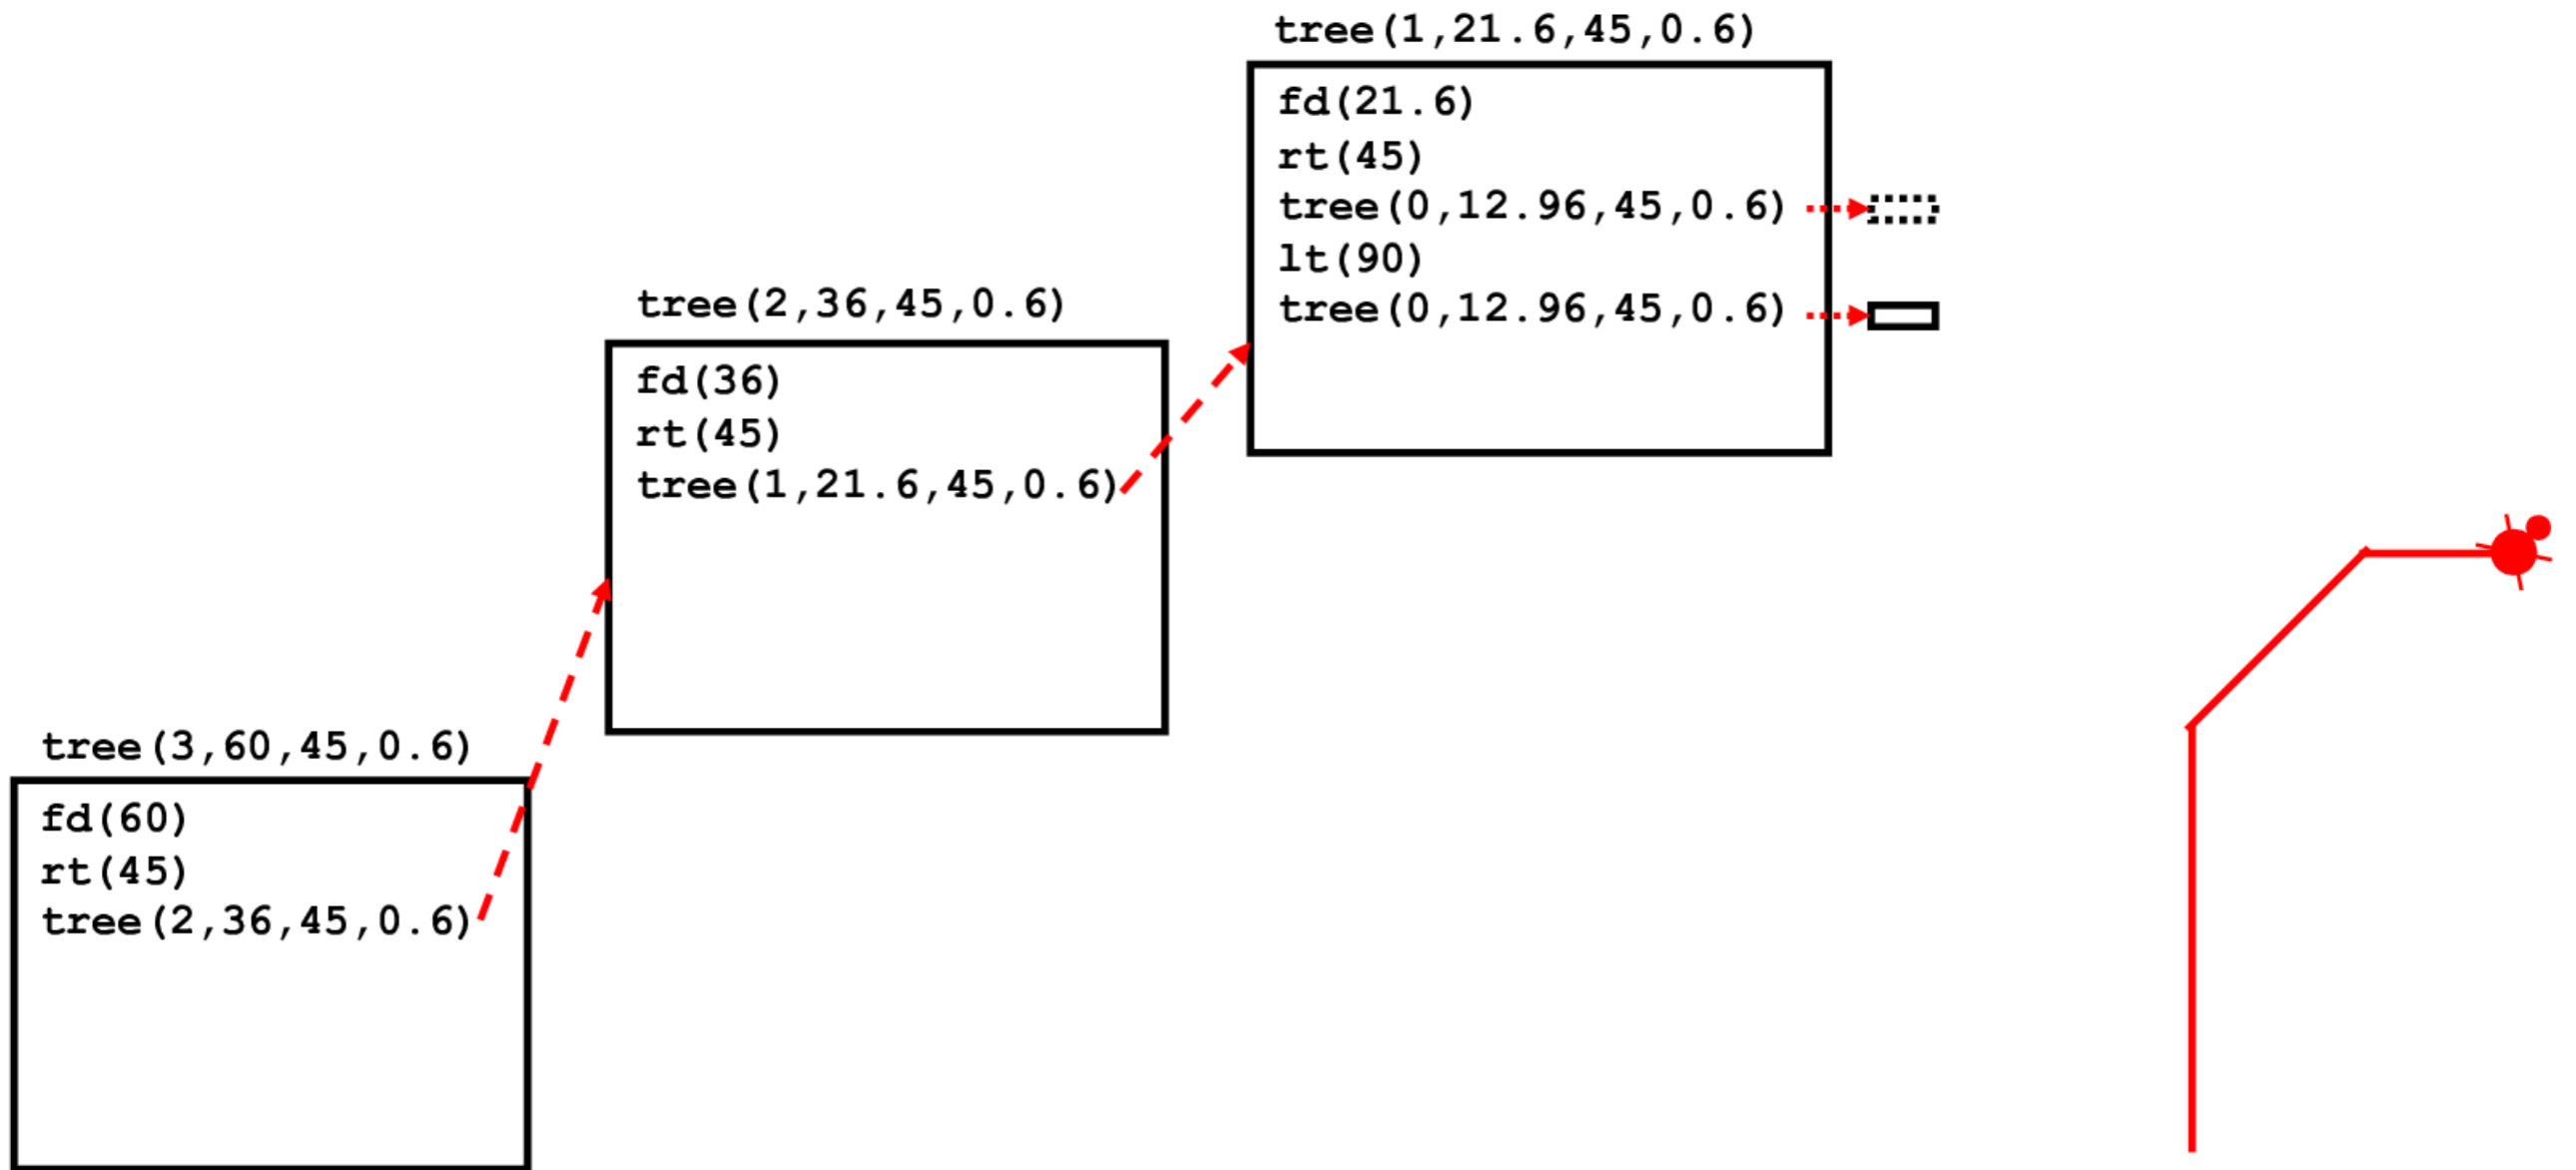 tree(1,21.6,45,0.6)
fd(21.6)
rt(45)
tree(0,12.96,45,0.6)
lt(90)
tree(0,12.96,45,0.6)
tree(2,36,45,0.6)
fd(36)
rt(45)
tree(1,21.6,45,0.6)
tree(3,60,45,0.6)
fd(60)
rt(45)
tree(2,36,45,0.6)